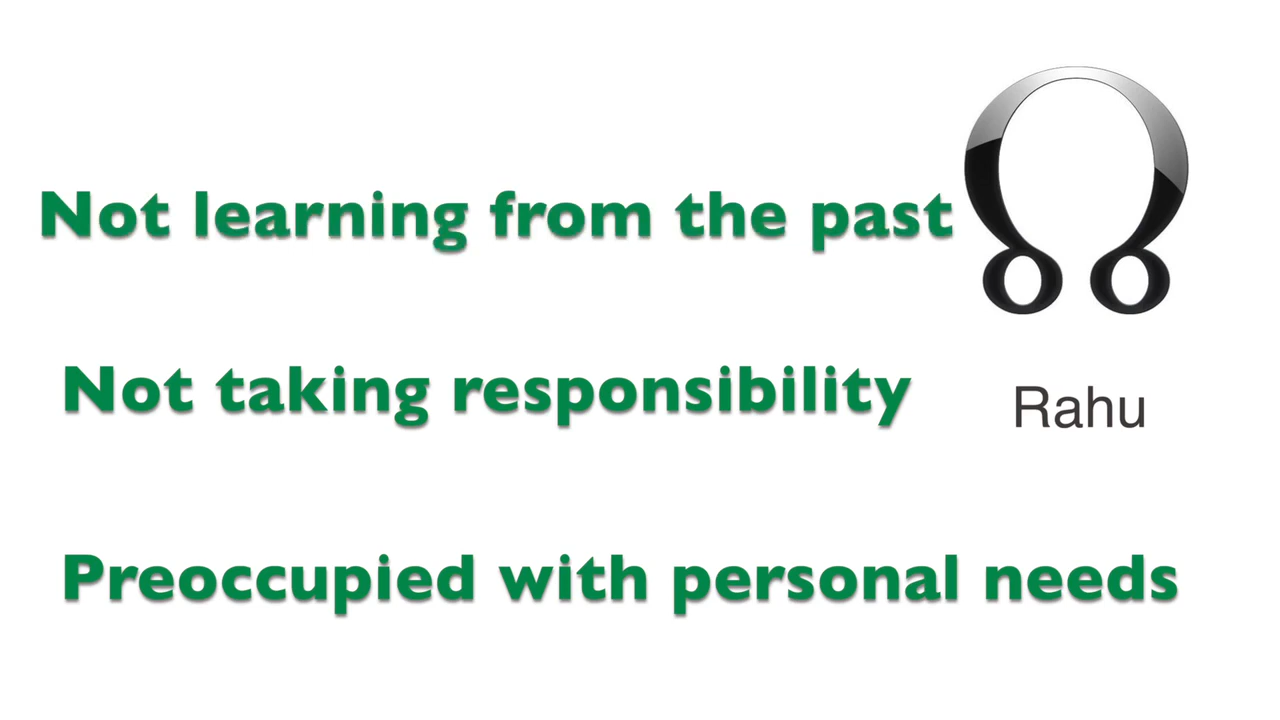 Not learning from the past
Not taking responsibility
Rahu
Preoccupied with personal needs